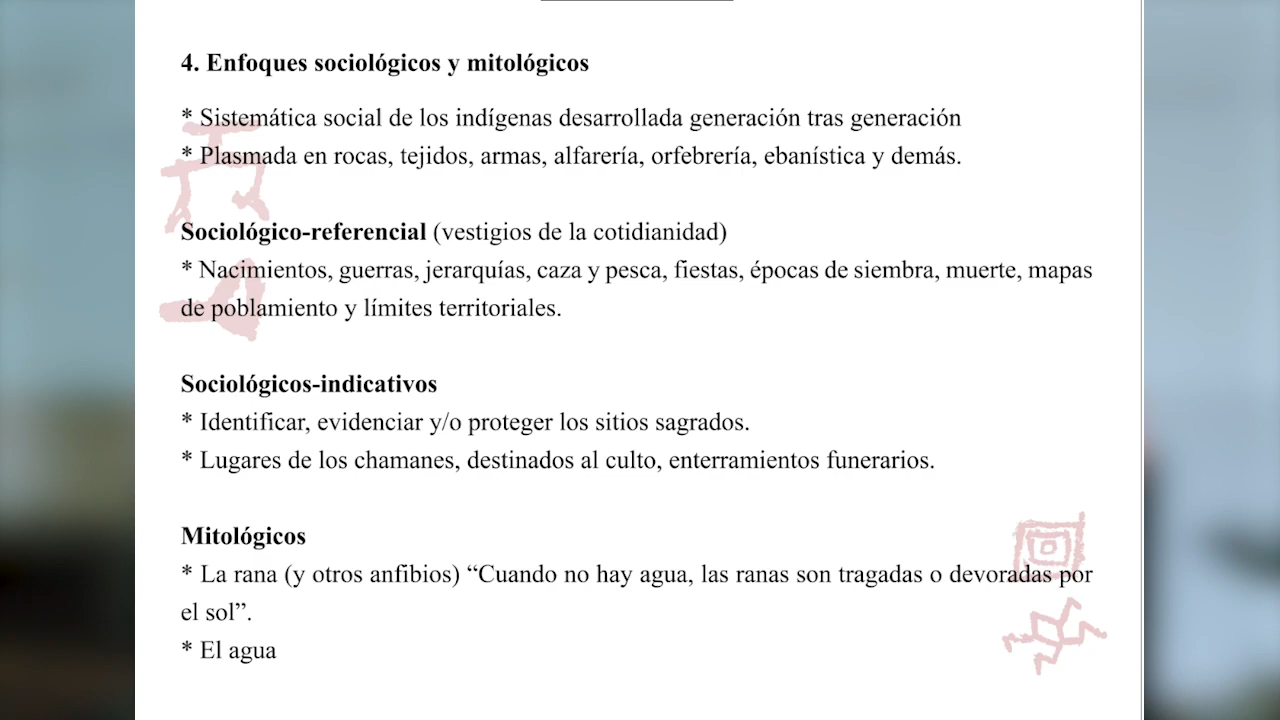 4. Enfoques sociológicos y mitológicos
* Sistemática social de los indígenas desarrollada generación tras generación
* Plasmada en rocas, tejidos, armas, alfarería, orfebrería, ebanística y demás.
Sociológico-referencial (vestigios de la cotidianidad)
* Nacimientos, guerras, jerarquías, caza y pesca, fiestas, épocas de siembra, muerte, mapas
de poblamiento y límites territoriales.
Sociológicos-indicativos
* Identificar, evidenciar y/o proteger los sitios sagrados.
* Lugares de los chamanes, destinados al culto, enterramientos funerarios.
Mitológicos
* La rana (y otros anfibios) “Cuando no hay agua, las ranas son tragadas o devoradas por
el sol”.
* El agua